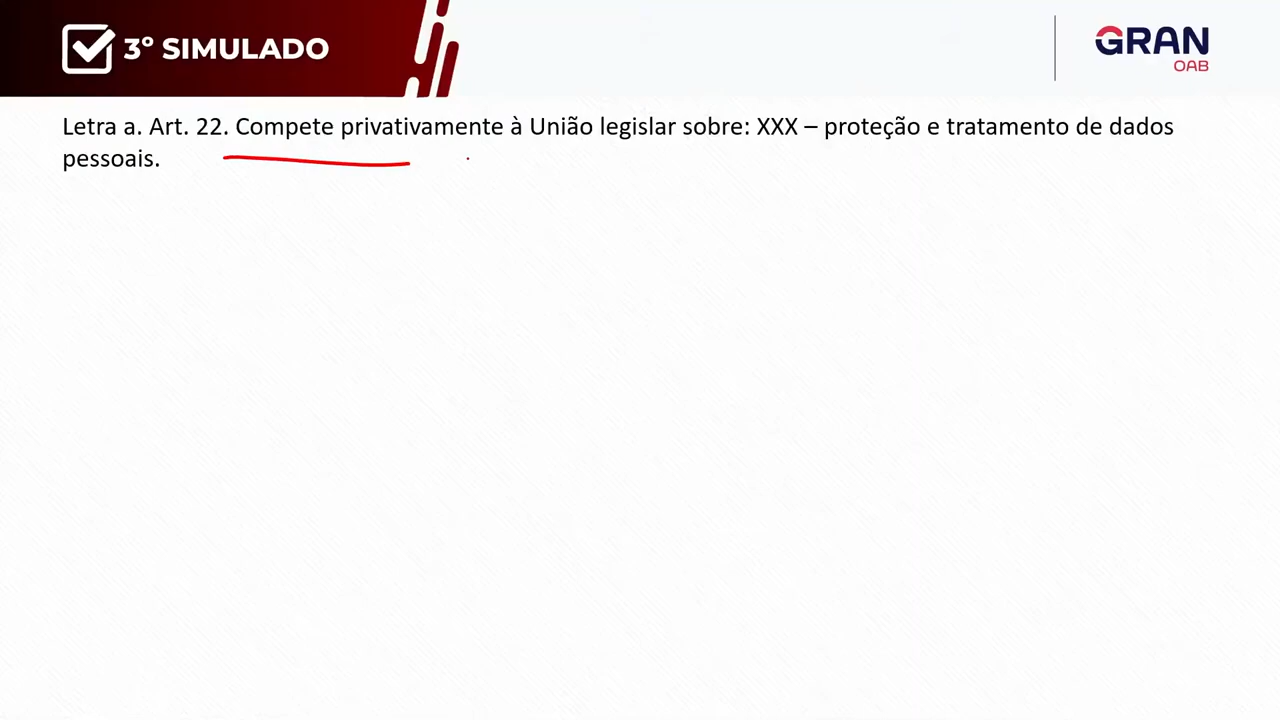 3º SIMULADO
GRAN
OAB
Letra a. Art. 22. Compete privativamente à União legislar sobre: XXX – proteção e tratamento de dados
pessoais.